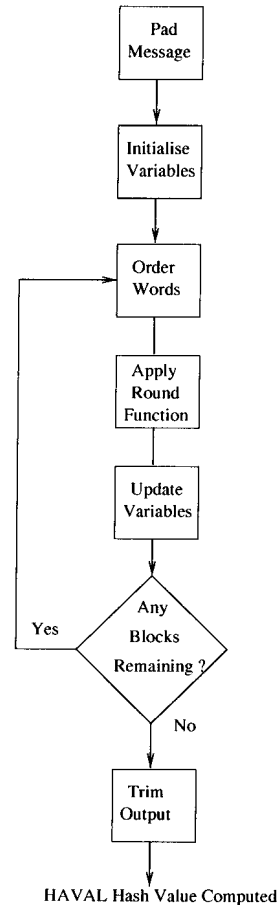 Pad
Message
Initialise
Variables
Order
Words
Apply
Round
Function
Update
Variables
Any
Blocks
Remaining ?
Yes
No
Trim
Output
HAVAL Hash Value Computed